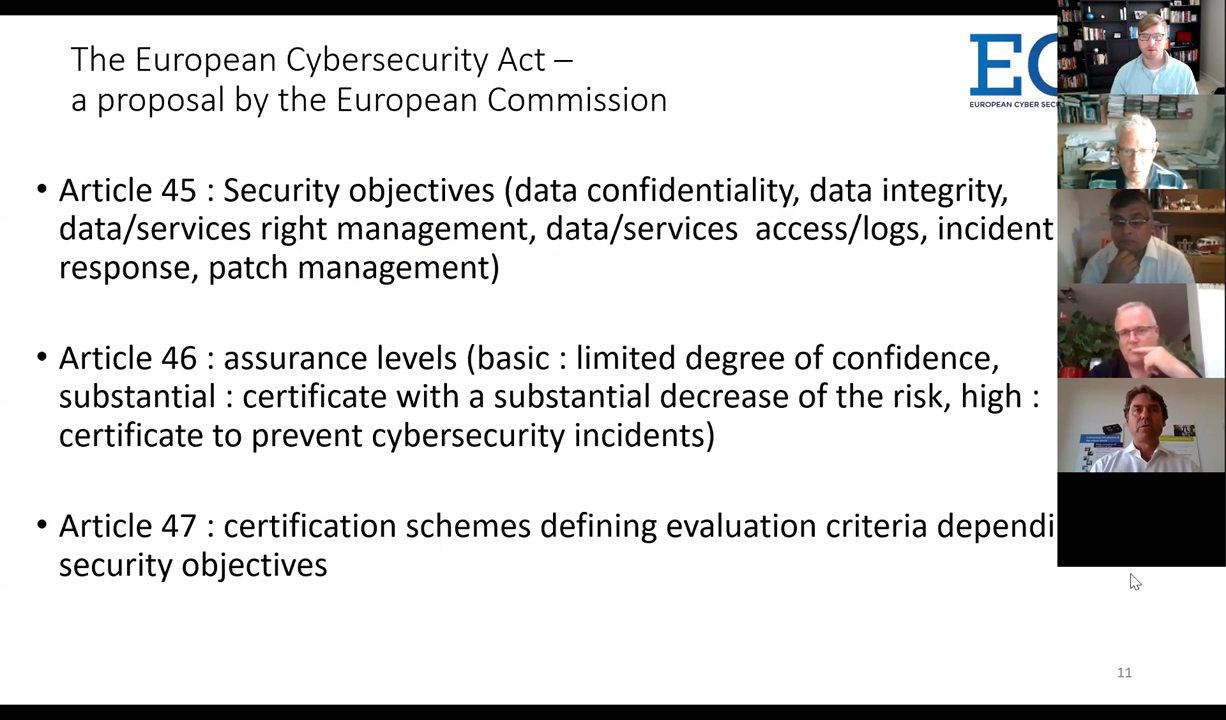 The European Cybersecurity Act –
a proposal by the European Commission
EUROPEAN CYBER
• Article 45 : Security objectives (data confidentiality, data integrity,
data/services right management, data/services access/logs, incident
response, patch management)
• Article 46 : assurance levels (basic : limited degree of confidence,
substantial : certificate with a substantial decrease of the risk, high :
certificate to prevent cybersecurity incidents)
• Article 47 : certification schemes defining evaluation criteria dependi
security objectives
11